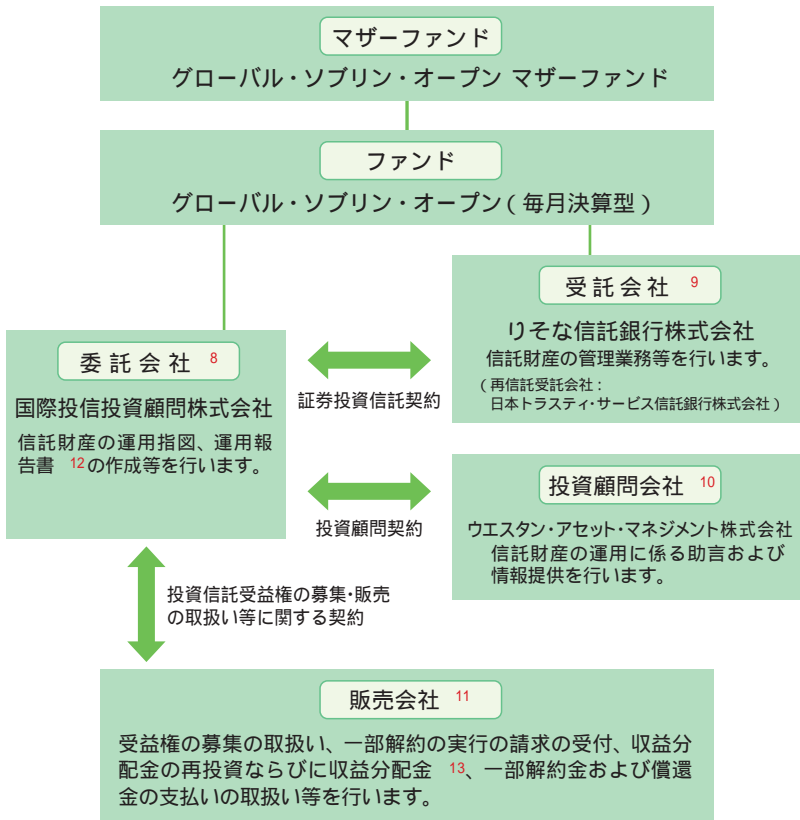 マザーファンド
グローバル・ソブリン・オープン マザーファンド
ファンド
グローバル・ソブリン・オープン(毎月決算型)
委託会社 8
国際投信投資顧問株式会社
信託財産の運用指図、運用報
告書 12の作成等を行います。
証券投資信託契約
受託会社 9
りそな信託銀行株式会社
信託財産の管理業務等を行います。
(再信託受託会社:
日本トラスティ・サービス信託銀行株式会社)
投資顧問契約
投資顧問会社 10
ウエスタン・アセット・マネジメント株式会社
信託財産の運用に係る助言および
情報提供を行います。
投資信託受益権の募集・販売
の取扱い等に関する契約
販売会社 11
受益権の募集の取扱い、一部解約の実行の請求の受付、収益分
配金の再投資ならびに収益分配金 13、一部解約金および償還
金の支払いの取扱い等を行います。